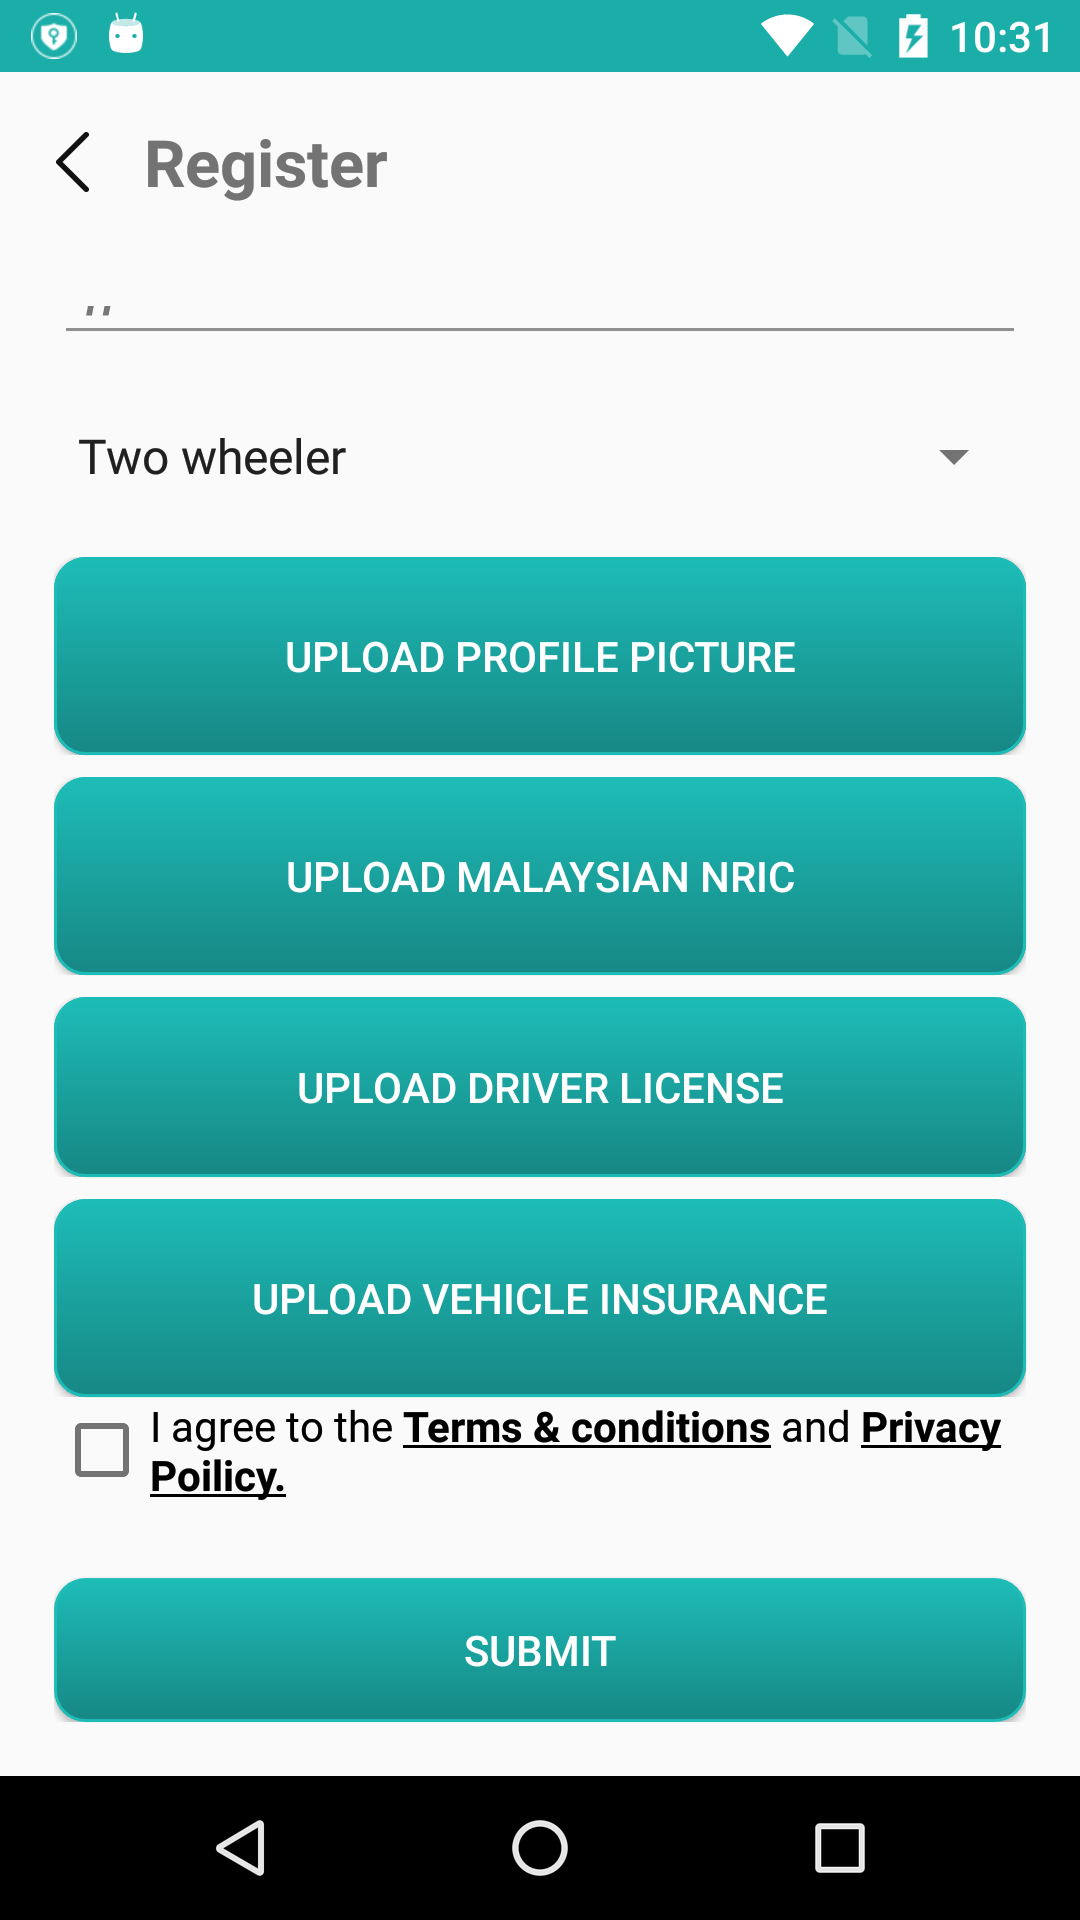 10:31
Register
Two wheeler
UPLOAD PROFILE PICTURE
UPLOAD MALAYSIAN NRIC
UPLOAD DRIVER LICENSE
UPLOAD VEHICLE INSURANCE
I agree to the Terms & conditions and Privacy
Poilicy.
SUBMIT